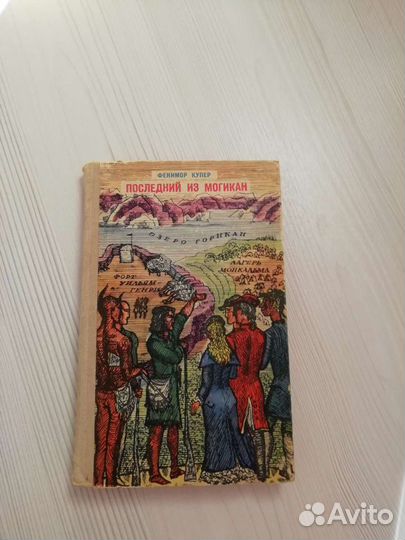 ФЕНИМОР КУПЕР
ПОСЛЕДНИЙ ИЗ МОГИКАН
ОЗЕРО ГОРИКАН
ЛАГЕРЬ
МОНКАЛЬМА
ФОРТ
УИЛЬЯМ-
ГЕНРИ
Avito